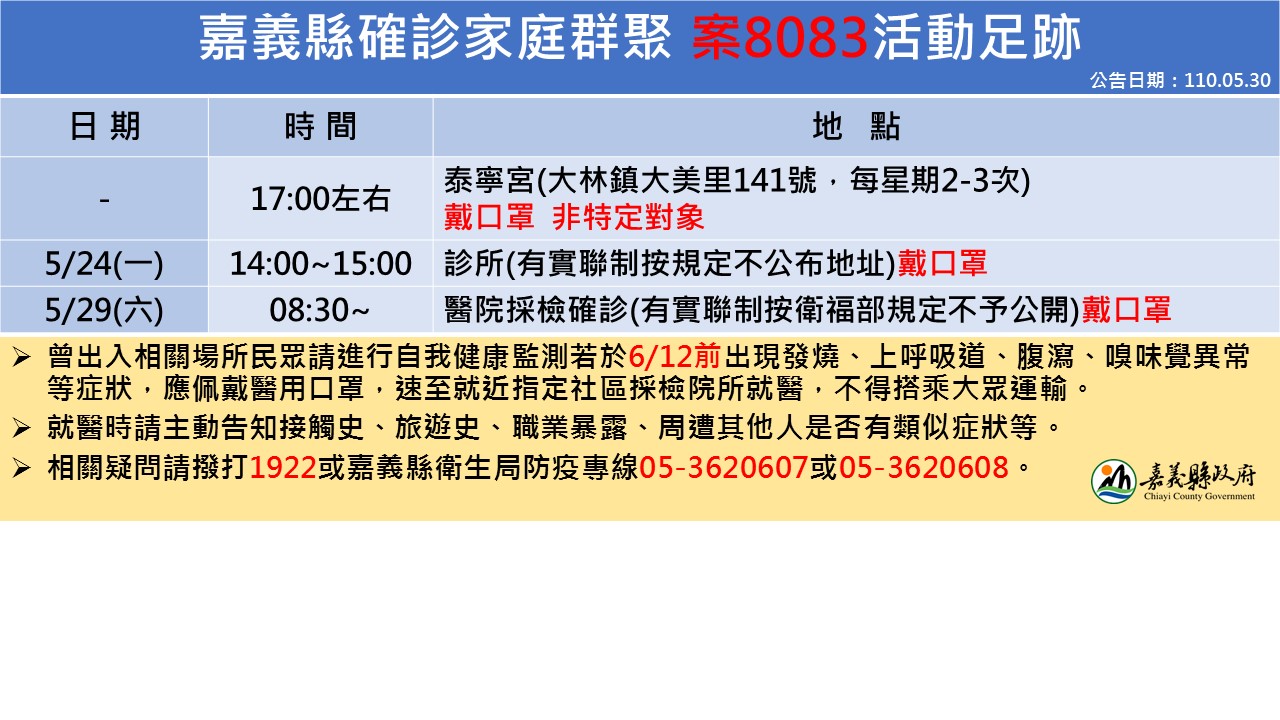 嘉義縣確診家庭群聚 案8083活動足跡
公告日期：110.05.30
日 期 時 間 地 點
- 17:00左右 泰寧宮(大林鎮大美里141號，每星期2-3次)
戴口罩 非特定對象
5/24(一) 14:00~15:00 診所(有實聯制按規定不公布地址)戴口罩
5/29(六) 08:30~ 醫院採檢確診(有實聯制按衛福部規定不予公開)戴口罩
➢ 曾出入相關場所民眾請進行自我健康監測若於6/12前出現發燒、上呼吸道、腹瀉、嗅味覺異常
等症狀，應佩戴醫用口罩，速至就近指定社區採檢院所就醫，不得搭乘大眾運輸。
➢ 就醫時請主動告知接觸史、旅遊史、職業暴露、周遭其他人是否有類似症狀等。
➢ 相關疑問請撥打1922或嘉義縣衛生局防疫專線05-3620607或05-3620608。
嘉義縣政府
Chiayi County Government